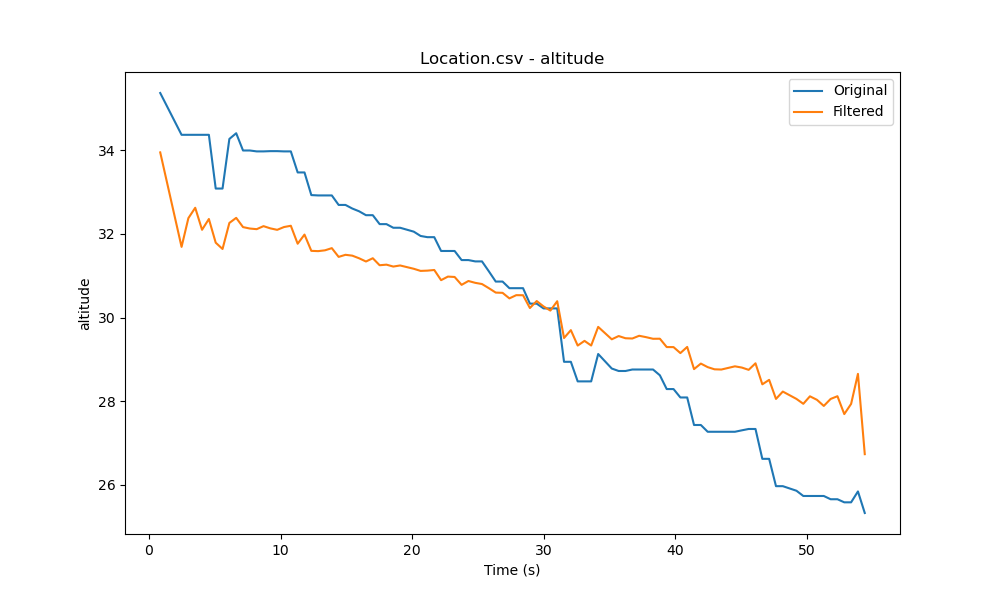 Location.csv - altitude
Original
Filtered
altitude
34
32
30
28
26
0 10 20 30 40 50
Time (s)